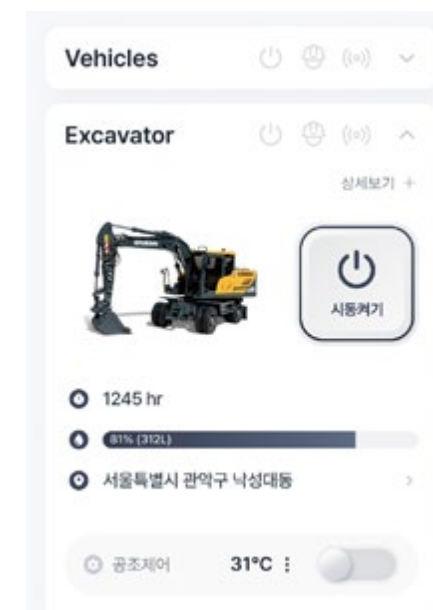 Vehicles
Excavator
상세보기 +
시동켜기
1245 hr
81% (312L)
서울특별시 관악구 낙성대동
공조제어 31°C